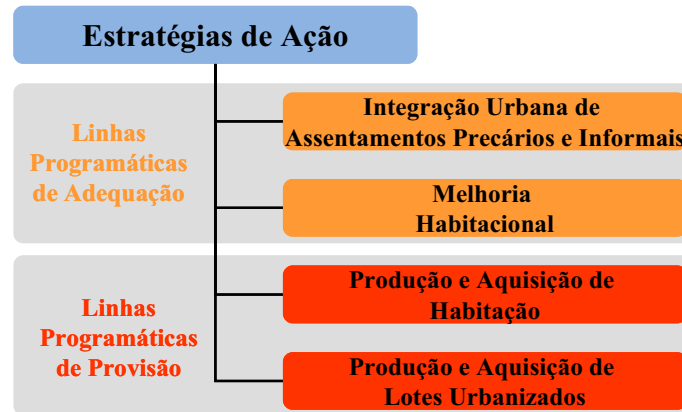 Estratégias de Ação
Linhas
Programáticas
de Adequação
Integração Urbana de
Assentamentos Precários e Informais
Melhoria
Habitacional
Linhas
Programáticas
de Provisão
Produção e Aquisição de
Habitação
Produção e Aquisição de
Lotes Urbanizados